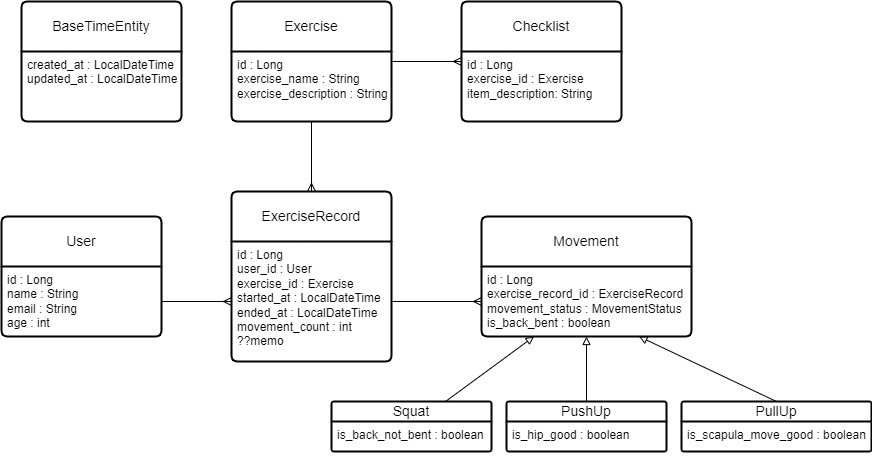 BaseTimeEntity
created_at : LocalDateTime
updated_at : LocalDateTime
Exercise
id : Long
exercise_name : String
exercise_description : String
Checklist
id : Long
exercise_id : Exercise
item_description: String
User
id : Long
name : String
email : String
age : int
ExerciseRecord
id : Long
user_id : User
exercise_id : Exercise
started_at : LocalDateTime
ended_at : LocalDateTime
movement_count : int
??memo
Movement
id : Long
exercise_record_id : ExerciseRecord
movement_status : MovementStatus
is_back_bent : boolean
Squat
is_back_not_bent : boolean
PushUp
is_hip_good : boolean
PullUp
is_scapula_move_good : boolean